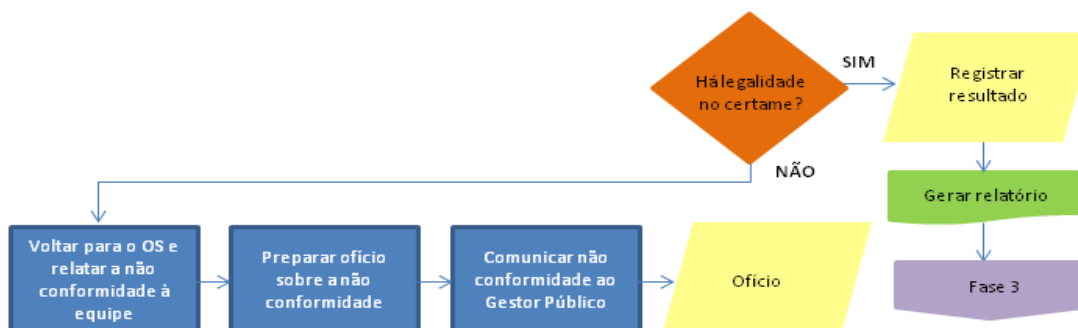 Há legalidade
no certame?
SIM
Registrar
resultado
NÃO
Gerar relatório
Voltar para o OS e
relatar a não
conformidade à
equipe
Preparar ofício
sobre a não
conformidade
Comunicar não
conformidade ao
Gestor Público
Ofício
Fase 3